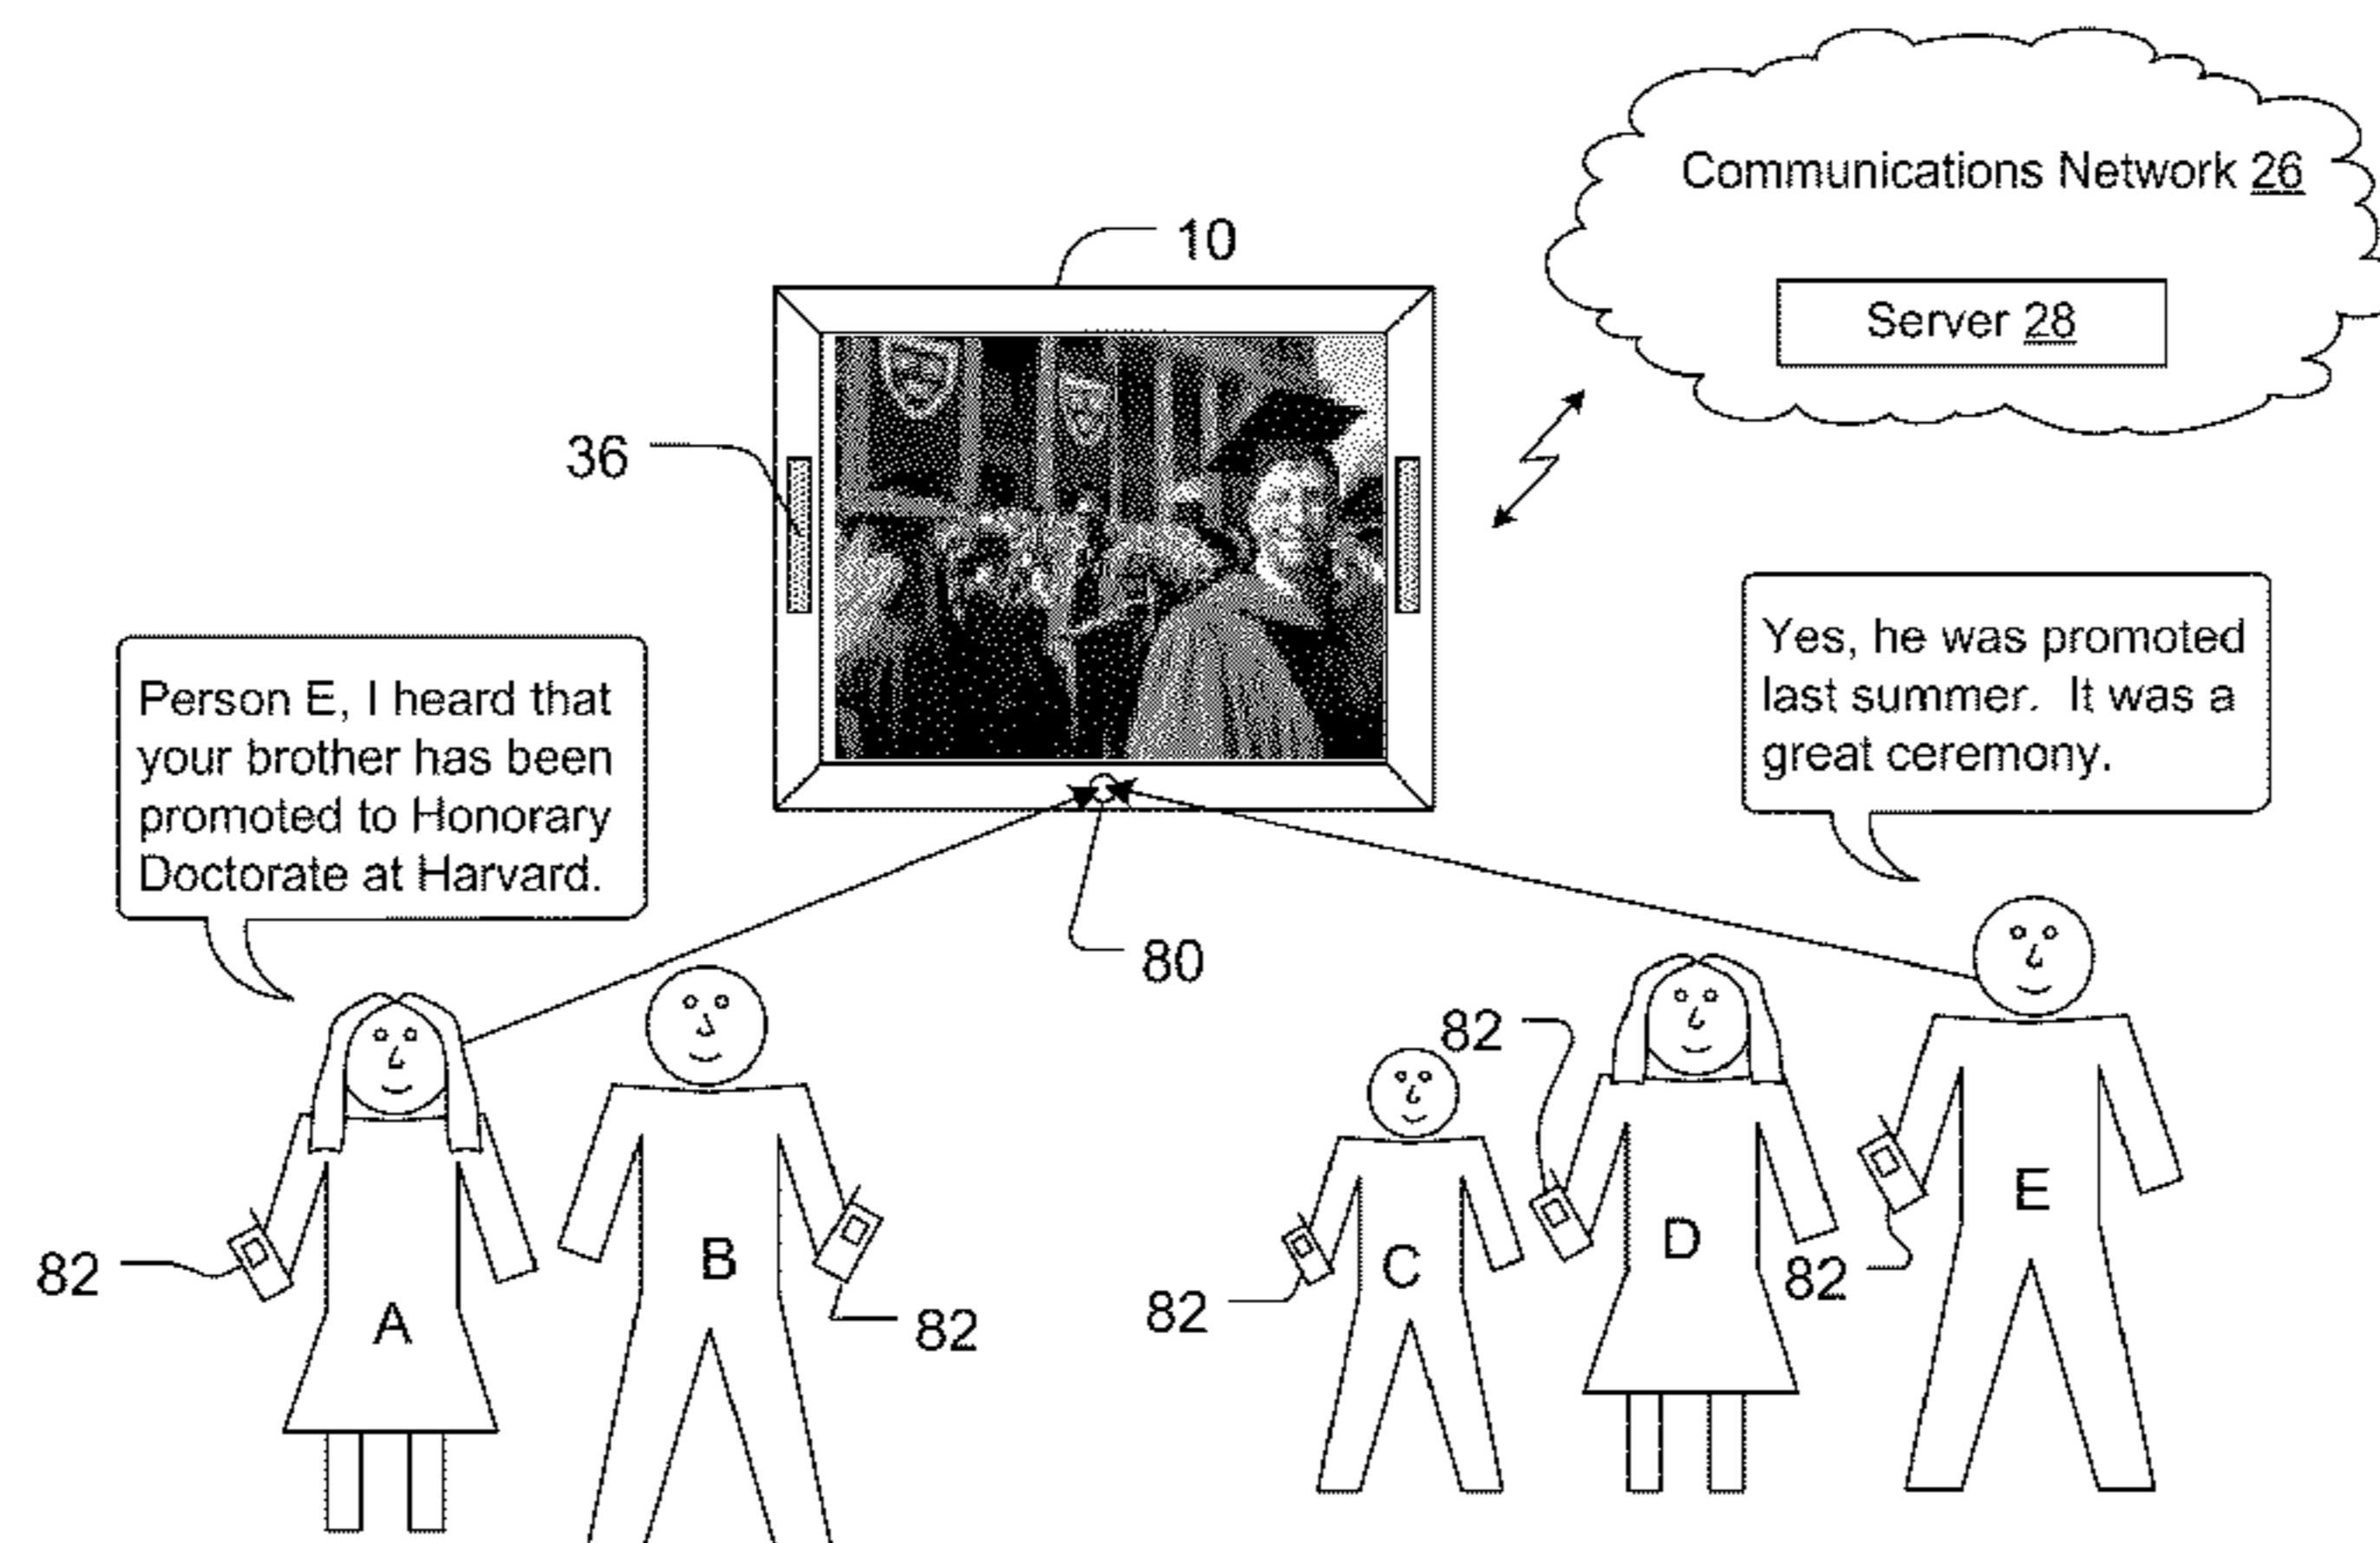 Communications Network 26
10
Server 28
36
Person E, I heard that
your brother has been
promoted to Honorary
Doctorate at Harvard.
Yes, he was promoted
last summer. It was a
great ceremony.
80
82
82
82
82
82
A
B
C
D
E